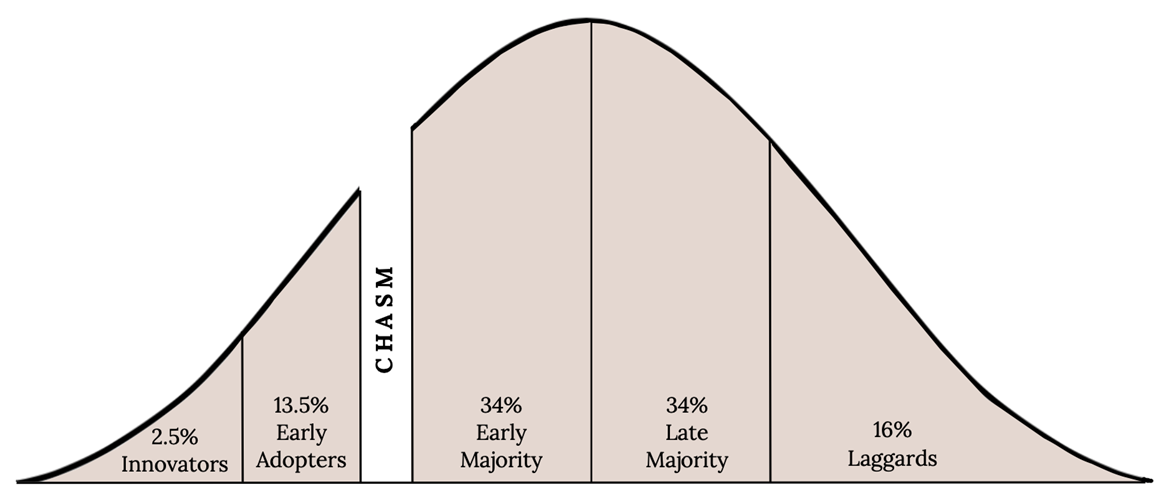 2.5%
Innovators
13.5%
Early
Adopters
CHASM
34%
Early
Majority
34%
Late
Majority
16%
Laggards